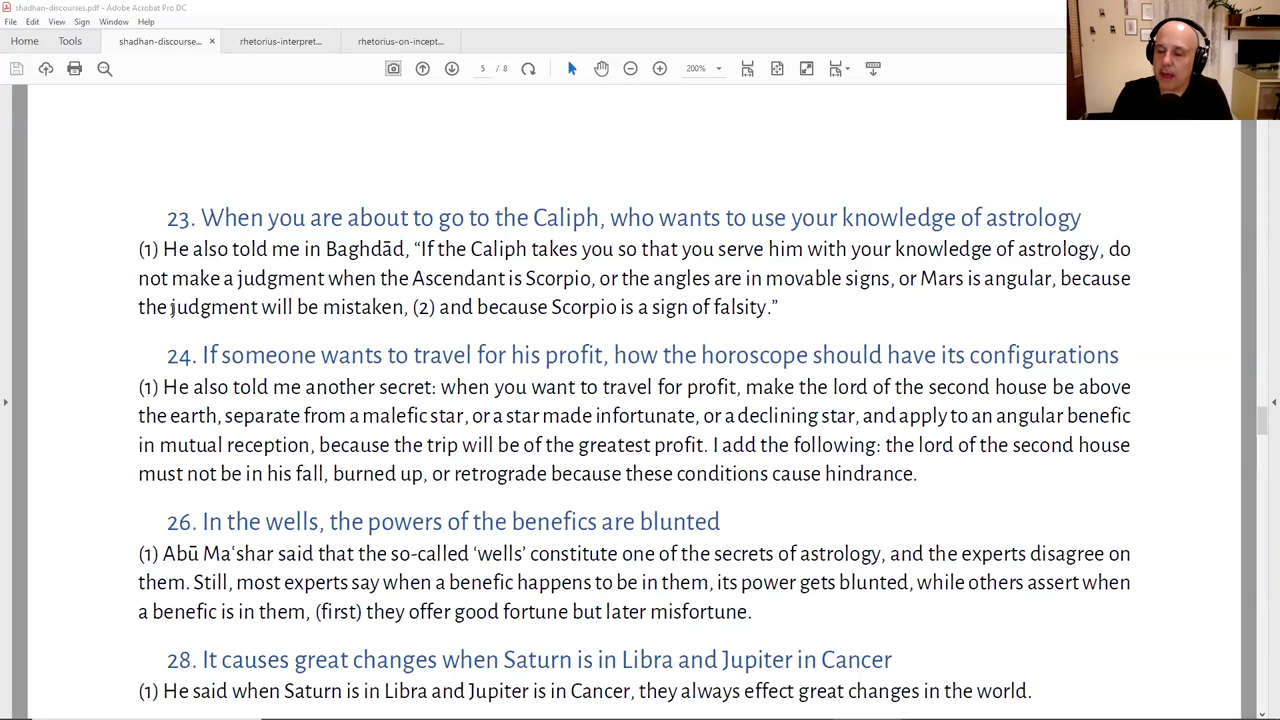 shadhan-discourses.pdf - Adobe Acrobat Pro DC
File Edit View Sign Window Help
Home Tools shadhan-discourse... × rhetorius-interpret... rhetorius-on-incept...
5 / 8 200%
23. When you are about to go to the Caliph, who wants to use your knowledge of astrology
(1) He also told me in Baghdād, “If the Caliph takes you so that you serve him with your knowledge of astrology, do
not make a judgment when the Ascendant is Scorpio, or the angles are in movable signs, or Mars is angular, because
the judgment will be mistaken, (2) and because Scorpio is a sign of falsity.”
24. If someone wants to travel for his profit, how the horoscope should have its configurations
(1) He also told me another secret: when you want to travel for profit, make the lord of the second house be above
the earth, separate from a malefic star, or a star made infortunate, or a declining star, and apply to an angular benefic
in mutual reception, because the trip will be of the greatest profit. I add the following: the lord of the second house
must not be in his fall, burned up, or retrograde because these conditions cause hindrance.
26. In the wells, the powers of the benefics are blunted
(1) Abū Ma‘shar said that the so-called ‘wells’ constitute one of the secrets of astrology, and the experts disagree on
them. Still, most experts say when a benefic happens to be in them, its power gets blunted, while others assert when
a benefic is in them, (first) they offer good fortune but later misfortune.
28. It causes great changes when Saturn is in Libra and Jupiter in Cancer
(1) He said when Saturn is in Libra and Jupiter is in Cancer, they always effect great changes in the world.